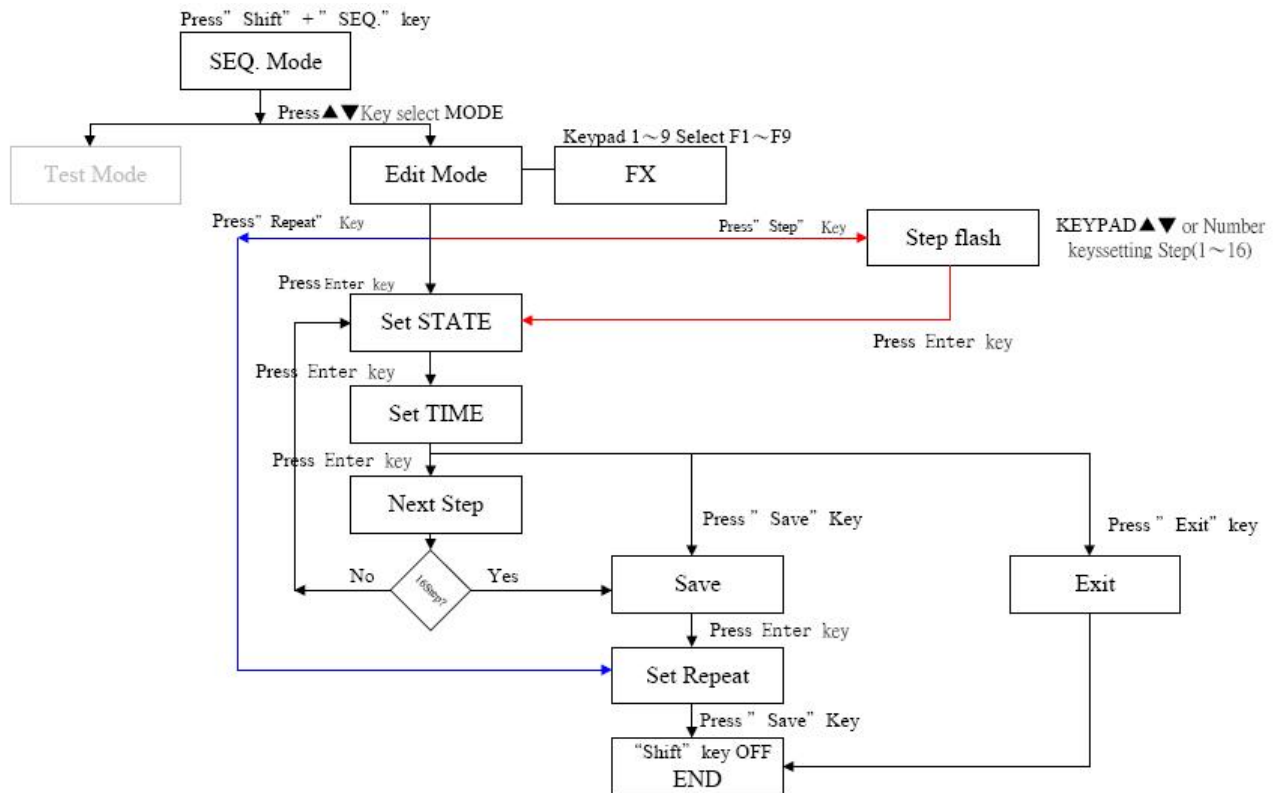 Press” Shift” +” SEQ.” key
SEQ. Mode
Press▲▼Key select MODE
Test Mode
Edit Mode
Keypad 1～9 Select F1～F9
FX
Press” Repeat” Key
Press” Step” Key
Step flash
KEYPAD▲▼ or Number
keyssetting Step(1～16)
Press Enter key
Set STATE
Press Enter key
Press Enter key
Set TIME
Press Enter key
Next Step
Press ” Save” Key
Press ” Exit” key
No
16Step?
Yes
Save
Exit
Press Enter key
Set Repeat
Press ” Save” Key
“Shift” key OFF
END